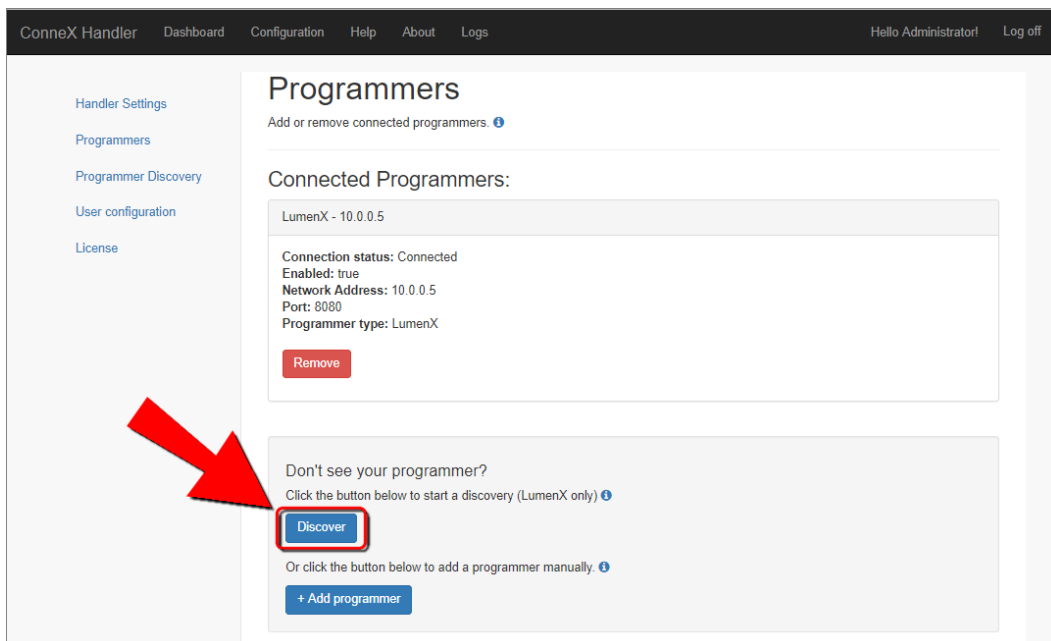 ConneX Handler Dashboard Configuration Help About Logs Hello Administrator! Log off
Handler Settings
Programmers
Programmer Discovery
User configuration
License
Programmers
Add or remove connected programmers.
Connected Programmers:
LumenX - 10.0.0.5
Connection status: Connected
Enabled: true
Network Address: 10.0.0.5
Port: 8080
Programmer type: LumenX
Remove
Don't see your programmer?
Click the button below to start a discovery (LumenX only)
Discover
Or click the button below to add a programmer manually.
+ Add programmer